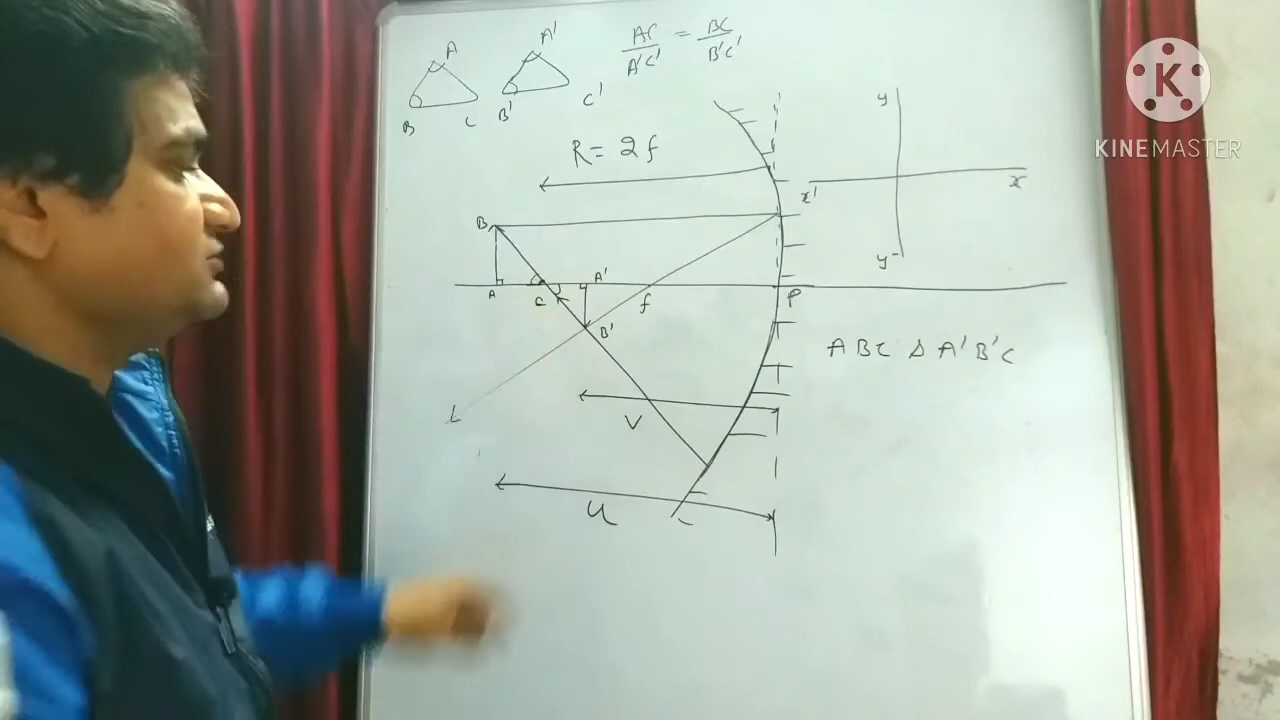 A A' AC / A'C' = BC / B'C'
B C B' C'
R = 2f
y
x' x
y-
B
A C A' f P
B'
ABC Δ A'B'C
L
V
u
K
KINEMASTER